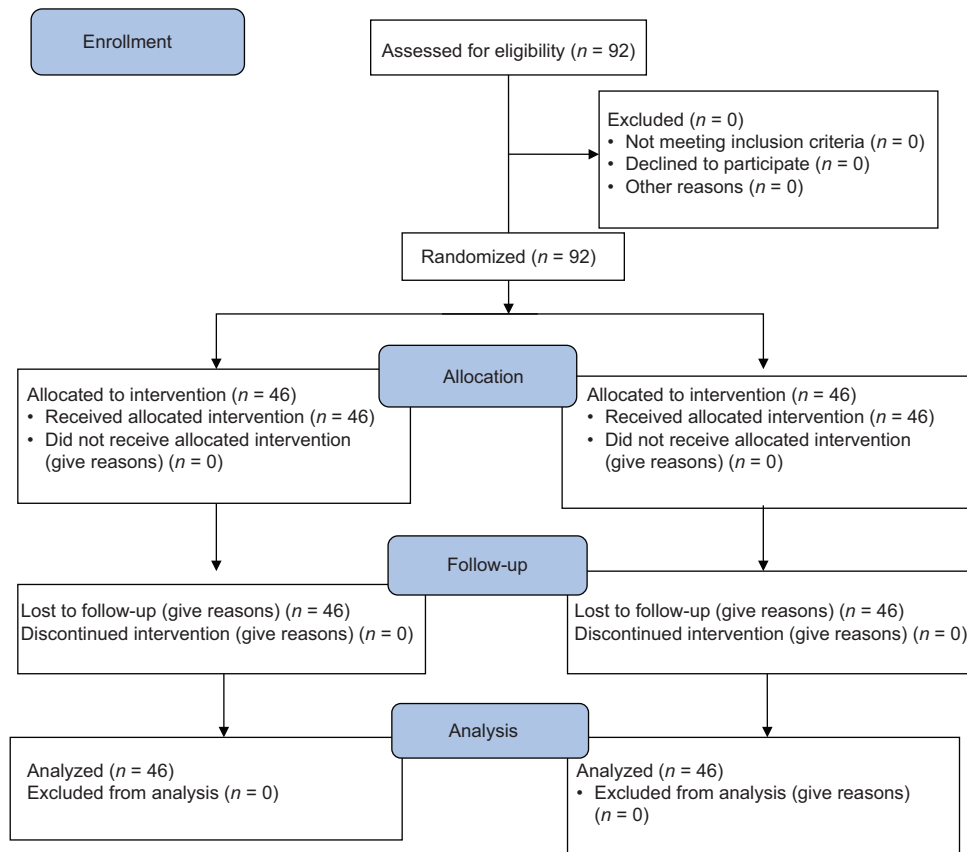 Enrollment
Assessed for eligibility (n = 92)
Excluded (n = 0)
• Not meeting inclusion criteria (n = 0)
• Declined to participate (n = 0)
• Other reasons (n = 0)
Randomized (n = 92)
Allocation
Allocated to intervention (n = 46)
• Received allocated intervention (n = 46)
• Did not receive allocated intervention
(give reasons) (n = 0)
Allocated to intervention (n = 46)
• Received allocated intervention (n = 46)
• Did not receive allocated intervention
(give reasons) (n = 0)
Follow-up
Lost to follow-up (give reasons) (n = 46)
Discontinued intervention (give reasons) (n = 0)
Lost to follow-up (give reasons) (n = 46)
Discontinued intervention (give reasons) (n = 0)
Analysis
Analyzed (n = 46)
Excluded from analysis (n = 0)
Analyzed (n = 46)
• Excluded from analysis (give reasons)
(n = 0)